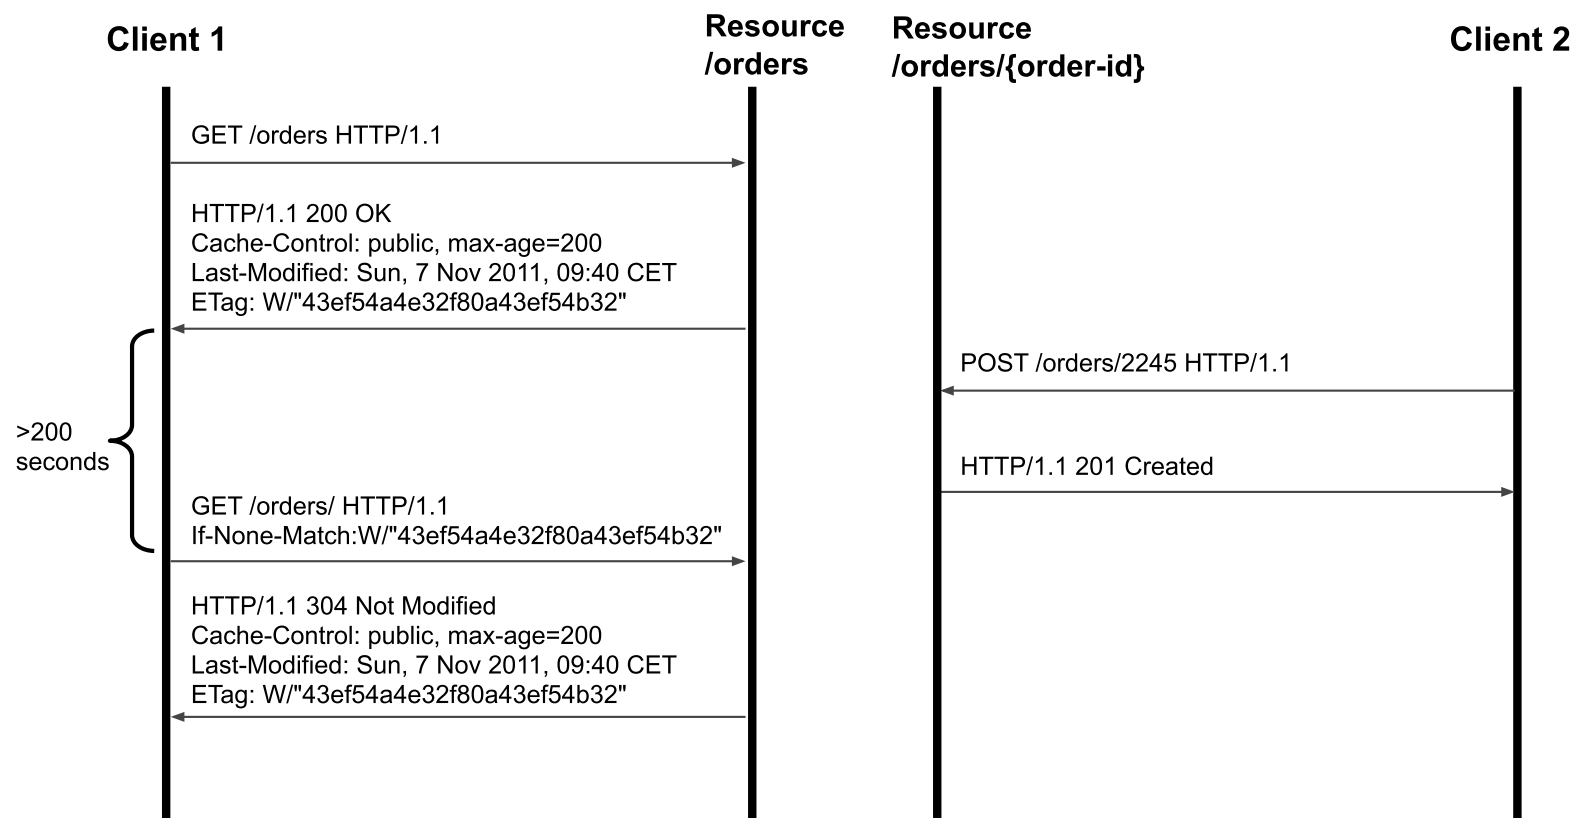 Client 1
Resource
/orders
Resource
/orders/{order-id}
Client 2
GET /orders HTTP/1.1
HTTP/1.1 200 OK
Cache-Control: public, max-age=200
Last-Modified: Sun, 7 Nov 2011, 09:40 CET
ETag: W/"43ef54a4e32f80a43ef54b32"
POST /orders/2245 HTTP/1.1
>200
seconds
HTTP/1.1 201 Created
GET /orders/ HTTP/1.1
If-None-Match:W/"43ef54a4e32f80a43ef54b32"
HTTP/1.1 304 Not Modified
Cache-Control: public, max-age=200
Last-Modified: Sun, 7 Nov 2011, 09:40 CET
ETag: W/"43ef54a4e32f80a43ef54b32"